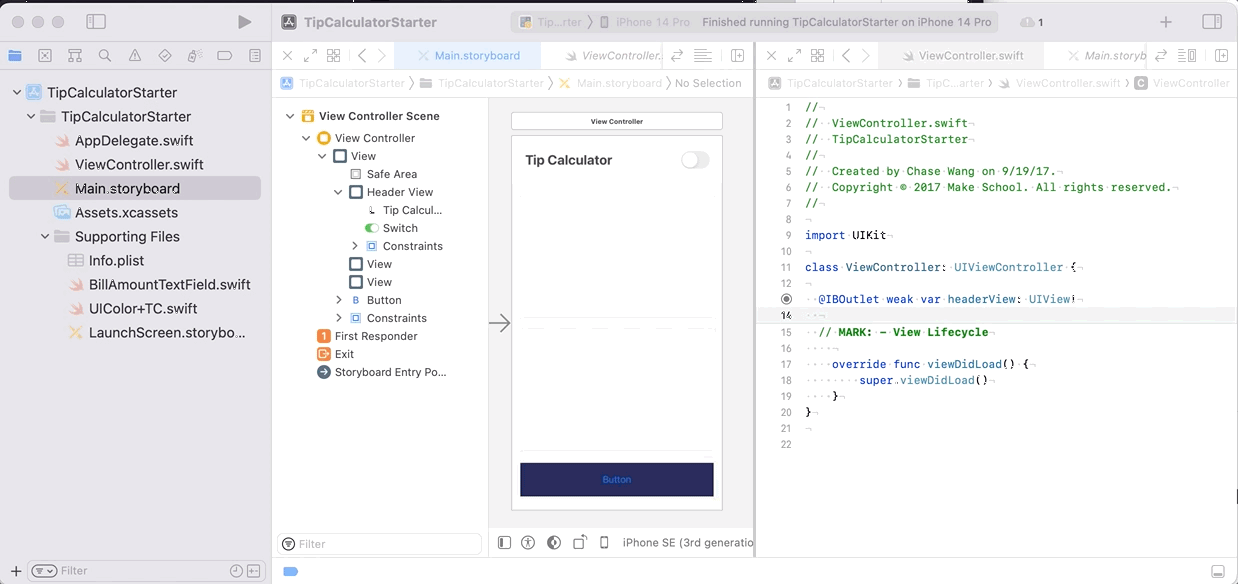 TipCalculatorStarter
Tip...rter 〉 iPhone 14 Pro Finished running TipCalculatorStarter on iPhone 14 Pro
1
Main.storyboard
ViewController.
ViewController.swift
Main.storyb
TipCalculatorStarter
TipCalculatorStarter
AppDelegate.swift
ViewController.swift
Main.storyboard
Assets.xcassets
Supporting Files
Info.plist
BillAmountTextField.swift
UIColor+TC.swift
LaunchScreen.storybo...
Filter
TipCalculatorStarter 〉 TipCalculatorStarter 〉 Main.storyboard 〉 No Selection
View Controller Scene
View Controller
View
Safe Area
Header View
L Tip Calcul...
Switch
Constraints
View
View
B Button
Constraints
1 First Responder
Exit
Storyboard Entry Po...
Filter
View Controller
Tip Calculator
Button
iPhone SE (3rd generatio
TipCalculatorStarter 〉 TipC...arter 〉 ViewController.swift 〉 C ViewController
1 //
2 // ViewController.swift
3 // TipCalculatorStarter
4 //
5 // Created by Chase Wang on 9/19/17.
6 // Copyright © 2017 Make School. All rights reserved.
7 //
8
9 import UIKit
10
11 class ViewController: UIViewController {
12
@IBOutlet weak var headerView: UIView!
14
15 // MARK: - View Lifecycle
16
17 override func viewDidLoad() {
18 super.viewDidLoad()
19 }
20 }
21
22